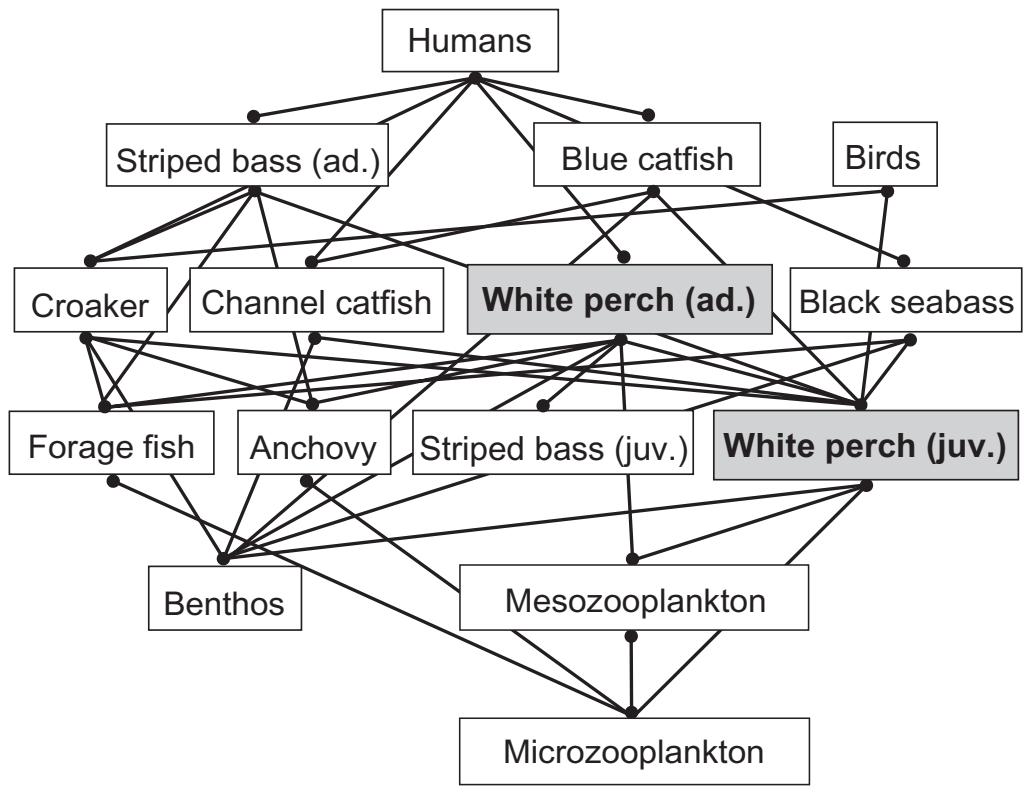 Humans
Striped bass (ad.)
Blue catfish
Birds
Croaker
Channel catfish
White perch (ad.)
Black seabass
Forage fish
Anchovy
Striped bass (juv.)
White perch (juv.)
Benthos
Mesozooplankton
Microzooplankton